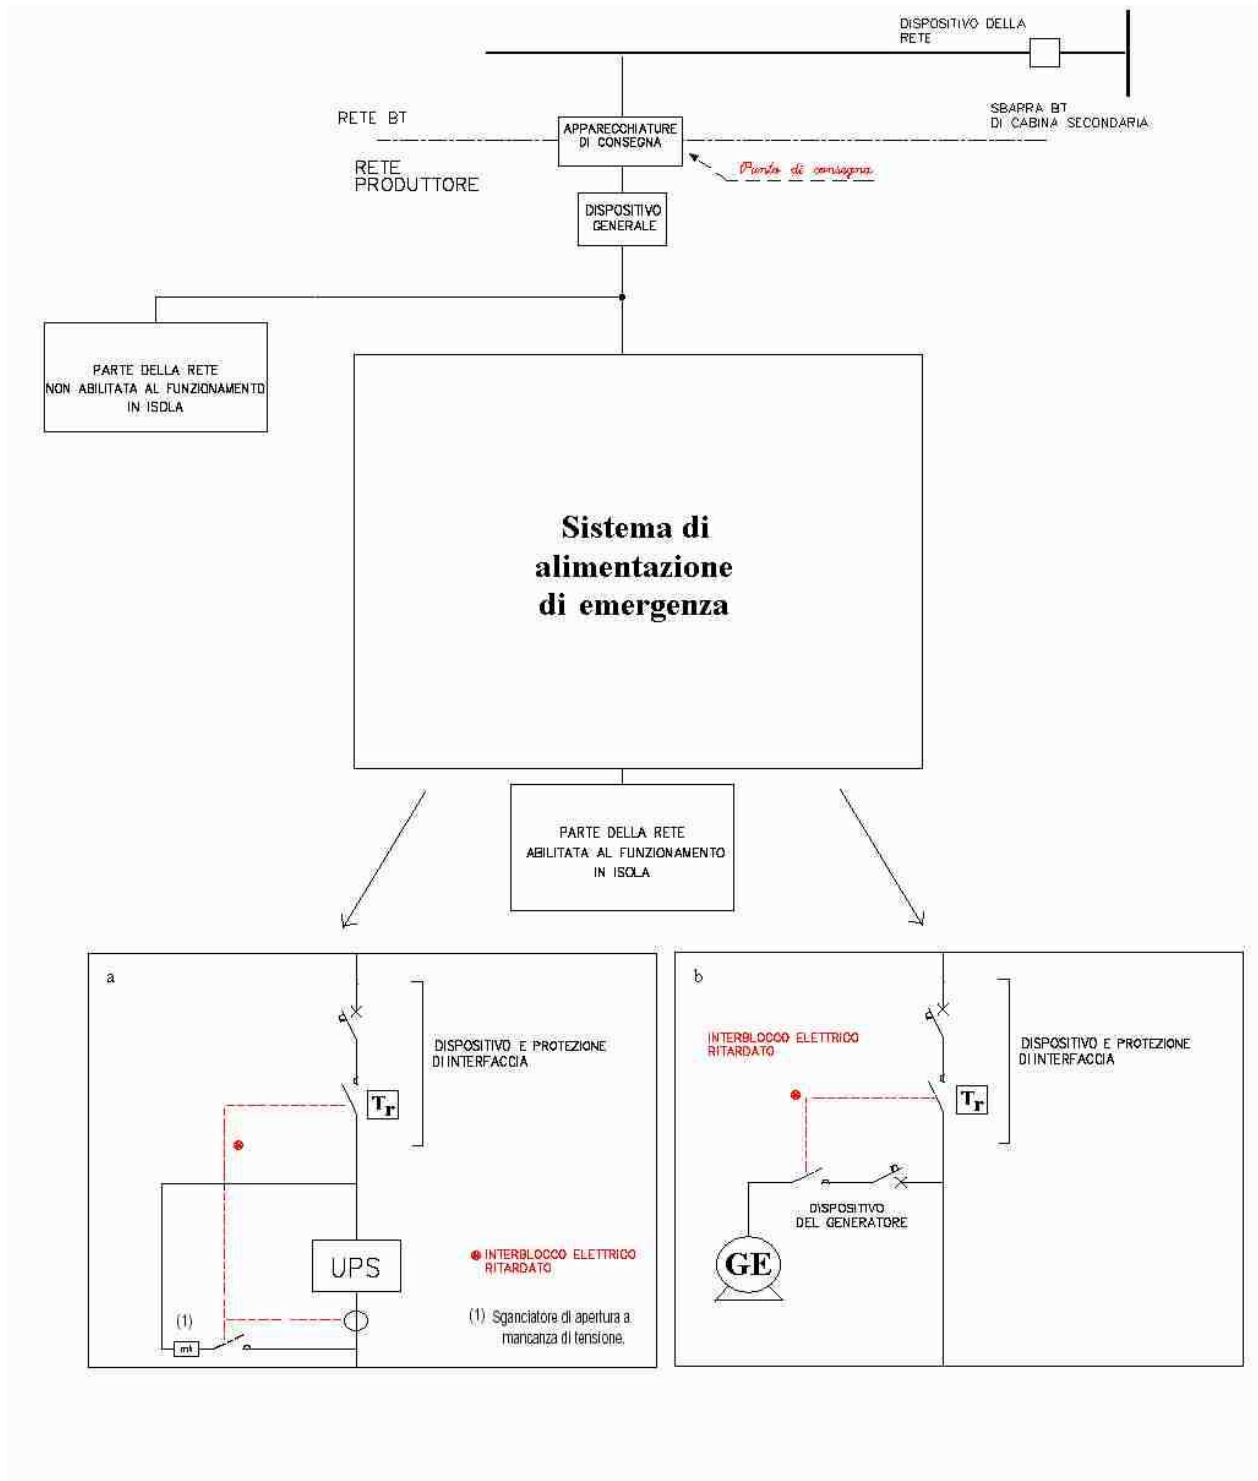 DISPOSITIVO DELLA
RETE
SBARRA BT
DI CABINA SECONDARIA
RETE BT
APPARECCHIATURE
DI CONSEGNA
RETE
PRODUTTORE
Punto di consegna
DISPOSITIVO
GENERALE
PARTE DELLA RETE
NON ABILITATA AL FUNZIONAMENTO
IN ISOLA
Sistema di
alimentazione
di emergenza
PARTE DELLA RETE
ABILITATA AL FUNZIONAMENTO
IN ISOLA
a
DISPOSITIVO E PROTEZIONE
DI INTERFACCIA
Tr
UPS
INTERBLOCCO ELETTRICO
RITARDATO
(1)
(1) Sganciatore di apertura a
mancanza di tensione.
b
INTERBLOCCO ELETTRICO
RITARDATO
DISPOSITIVO E PROTEZIONE
DI INTERFACCIA
Tr
DISPOSITIVO
DEL GENERATORE
GE